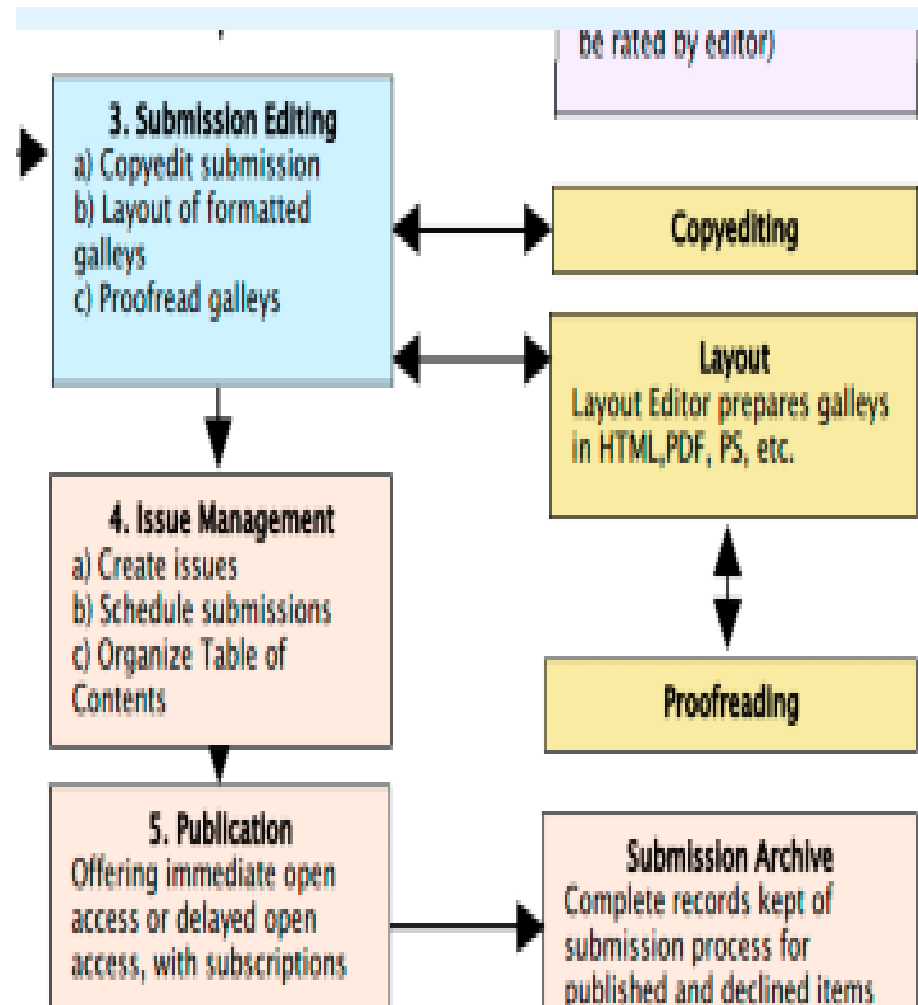 be rated by editor)
3. Submission Editing
a) Copyedit submission
b) Layout of formatted
galleys
c) Proofread galleys
Copyediting
Layout
Layout Editor prepares galleys
in HTML,PDF, PS, etc.
4. Issue Management
a) Create issues
b) Schedule submissions
c) Organize Table of
Contents
Proofreading
5. Publication
Offering immediate open
access or delayed open
access, with subscriptions
Submission Archive
Complete records kept of
submission process for
published and declined items